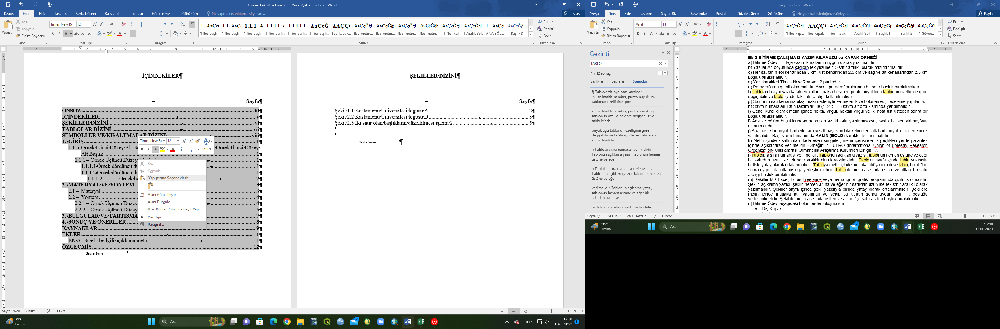 Orman Fakültesi Lisans Tez Yazım Şablonu.docx - Word
Dosya Giriş Ekle Tasarım Sayfa Düzeni Başvurular Postalar Gözden Geçir Görünüm Ne yapmak istediğinizi söyleyin... Paylaş
Yapıştır
Kes
Kopyala
Biçim Boyacısı
Pano
Times New Ro 12
Yazı Tipi
Paragraf
1. AaÇç 1.1 AaÇ 1.1.1 A 1.1.1.1 A 1.1.1.1.1 AaÇçĞ AAÇÇ AaÇçĞğH AaÇçĞğ AaÇçĞğH AaÇçĞğ AaÇçĞğH AaÇçĞğH 1. AaÇç AaÇçĞğH
¶ fbe_başlı... ¶ fbe_başlı... ¶ fbe_başlı... ¶ fbe_başlı... ¶ fbe_başlı... ¶ fbe_başlı... ¶ fbe_kapak... ¶ fbe_metin... ¶ fbe_metin... ¶ fbe_metin... ¶ fbe_metin... ¶ Normal ¶ Aralık Yok ANA BÖL... Başlık 3
Stiller
Bul
Değiştir
Seç
Düzenleme
İÇİNDEKİLER¶
Sayfa¶
ÖNSÖZ iii¶
İÇİNDEKİLER v¶
ŞEKİLLER·DİZİNİ vi¶
TABLOLAR·DİZİNİ vii¶
SEMBOLLER·VE·KISALTMALAR·DİZİNİ viii¶
1.→GİRİŞ 1¶
1.1 → Örnek·İkinci·Düzey·Alt·Ba Örnek·İkinci·Düzey·
Alt·Başlık 1¶
1.1.1→Örnek·Üçüncü·Düzey 1¶
1.1.1.1 Örnek·dördüncü 1¶
1.1.1.2 Örnek·dördüncü 1¶
1.1.1.2.1 → Örnek·be 2¶
2.→MATERYAL·VE·YÖNTEM 3¶
2.1 → Materyal 3¶
2.2 → Yöntem 4¶
2.2.1→Örnek·Üçüncü·Düzey 4¶
2.2.2→Örnek·Üçüncü·Düzey 5¶
3.→BULGULAR·VE·TARTIŞMA 7¶
4.→SONUÇ·VE·ÖNERİLER 8¶
KAYNAKLAR 9¶
EKLER 11¶
EK·A.·Bu·ek·ile·ilgili·açıklama·metni 11¶
ÖZGEÇMİŞ 12¶
Sayfa Sonu¶
Times New Ro 12
K T A Stiller
Kes
Kopyala
Yapıştırma Seçenekleri:
Alanı Güncelleştir
Alanı Düzenle...
Alan Kodları Arasında Geçiş Yap
Yazı Tipi...
Paragraf...
ŞEKİLLER·DİZİNİ¶
Sayfa¶
Şekil·1.1·Kastamonu·Üniversitesi·logosu·A 2¶
Şekil·2.2·Kastamonu·Üniversitesi·logosu·D 3¶
Şekil·2.3·İki·satır·olan·başlıkların·düzeltilmesi·işlemi·2 5¶
¶
¶
Sayfa Sonu¶
Sayfa 19/20 Sütun: 1 Türkçe %110
21°C
Fırtına
Ara
TUR
17:38
13.06.2023
bitirmeyenii.docx - Word
Dosya Giriş Ekle Tasarım Sayfa Düzeni Başvurular Postalar Gözden Geçir Görünüm Ne yapmak istediğinizi söyleyin... Paylaş
Yapıştır
Kes
Kopyala
Biçim Boyacısı
Pano
Arial 11
Yazı Tipi
Paragraf
¶ fbe_kap... fbe_kapak... ¶ fbe_metin... ¶ Aralık Yok ¶ Başlık 1 ¶ Başlık 2 ¶ Gövde...
Stiller
Bul
Değiştir
Seç
Düzenleme
Gezinti
TABLO
1 / 12 sonuç
Başlıklar Sayfalar Sonuçlar
f) Tablolarda aynı yazı karakteri
kullanılmakla beraber, punto büyüklüğü
tablonun özelliğine göre
kullanılmakla beraber, punto büyüklüğü
tablonun özelliğine göre değişebilir ve
tablo içinde
büyüklüğü tablonun özelliğine göre
değişebilir ve tablo içinde tek satır aralığı
kullanılmalıdır.
l) Tablolara sıra numarası verilmelidir.
Tablonun açıklama yazısı, tablonun hemen
üstüne ve eğer
l) Tablolara sıra numarası verilmelidir.
Tablonun açıklama yazısı, tablonun hemen
üstüne ve eğer
verilmelidir. Tablonun açıklama yazısı,
tablonun hemen üstüne ve eğer bir
satırdan uzun ise
ise tek satır aralıklı olarak yazılmalıdır.
Ek-2 BİTİRME ÇALIŞMASI YAZIM KILAVUZU ve KAPAK ÖRNEĞİ
a) Bitirme Ödevi Türkçe yazım kurallarına uygun olarak yazılmalıdır.
b) Yazılar A4 boyutunda kağıdın tek yüzüne 1.5 satır aralıklı olarak hazırlanmalıdır.
c) Her sayfanın sol kenarından 3 cm, üst kenarından 2,5 cm ve sağ ve alt kenarlarından 2,5 cm
boşluk bırakılmalıdır.
d) Yazı karakteri Times New Roman 12 puntodur.
e) Paragraflarda girinti olmamalıdır. Ancak paragraf aralarında bir satır boşluk bırakılmalıdır.
f) Tablolarda aynı yazı karakteri kullanılmakla beraber, punto büyüklüğü tablonun özelliğine göre
değişebilir ve tablo içinde tek satır aralığı kullanılmalıdır.
g) Sayfanın sağ kenarına ulaşılması nedeniyle kelimeler ikiye bölünemez, heceleme yapılamaz.
h) Sayfa numaraları Latin rakamları ile (1, 2, 3, ...) sayfa alt orta kısmında yer almalıdır.
ı) Genel kural olarak metin içinde nokta, virgül, noktalı virgül ve iki nota üst üsteden sonra bir
boşluk bırakılmalıdır.
i) Ana ve bölüm başlıklarından sonra en az iki satır yazılamıyorsa, başlık bir sonraki sayfaya
aktarılmalıdır.
j) Ana başlıklar büyük harflerle, ara ve alt başlıklardaki kelimelerin ilk harfi büyük diğerleri küçük
yazılmalıdır. Başlıkların tamamında KALIN (BOLD) karakter kullanılmalıdır.
k) Metin içinde kısaltmaları ifade eden simgeler, metin içerisinde ilk geçtikleri yerde parantez
içinde açıklanarak verilmelidir. Örneğin; “...IUFRO (International Union of Forestry Research
Organization- Uluslararası Ormancılık Araştırma Kurumları Birliği) ...”.
l) Tablolara sıra numarası verilmelidir. Tablonun açıklama yazısı, tablonun hemen üstüne ve eğer
bir satırdan uzun ise tek satır aralıklı olarak yazılmalıdır. Tablolar sayfa içinde tablo yazısıyla
birlikte yatay olarak ortalanmalıdır. Tabloya metin içinde mutlaka atıf yapılmalı ve tablo, bu atıftan
sonra uygun olan ilk boşluğa yerleştirilmelidir. Tablo ile metin arasında üstten ve alttan 1,5 satır
aralığı boşluk bırakılmalıdır.
m) Şekiller MS Excel, Lotus Freelance veya herhangi bir grafik programında çizilmiş olmalıdır.
Şeklin açıklama yazısı, şeklin hemen altına ve eğer bir satırdan uzun ise tek satır aralıklı olarak
yazılmalıdır. Şekiller sayfa içinde şekil yazısıyla birlikte yatay olarak ortalanmalıdır. Şekillere
metin içinde mutlaka atıf yapılmalı ve şekil, bu atıftan sonra uygun olan ilk boşluğa
yerleştirilmelidir. Şekil ile metin arasında üstten ve alttan 1,5 satır aralığı boşluk bırakılmalıdır.
n) Bitirme Ödevi aşağıdaki bölümlerden oluşmalıdır.
• Dış Kapak
Sayfa 5/10 Sütun: 3 2801 sözcük Türkçe %95
21°C
Fırtına
Ara
17:38
13.06.2023